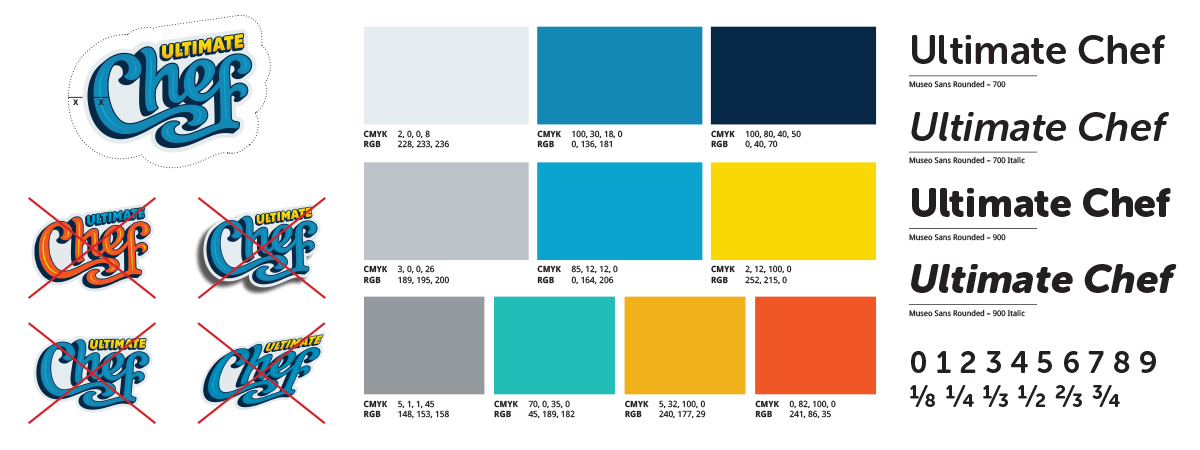 ULTIMATE
Chef
X X
ULTIMATE
Chef
ULTIMATE
Chef
ULTIMATE
Chef
ULTIMATE
Chef
CMYK 2, 0, 0, 8
RGB 228, 233, 236
CMYK 100, 30, 18, 0
RGB 0, 136, 181
CMYK 100, 80, 40, 50
RGB 0, 40, 70
CMYK 3, 0, 0, 26
RGB 189, 195, 200
CMYK 85, 12, 12, 0
RGB 0, 164, 206
CMYK 2, 12, 100, 0
RGB 252, 215, 0
CMYK 5, 1, 1, 45
RGB 148, 153, 158
CMYK 70, 0, 35, 0
RGB 45, 189, 182
CMYK 5, 32, 100, 0
RGB 240, 177, 29
CMYK 0, 82, 100, 0
RGB 241, 86, 35
Ultimate Chef
Museo Sans Rounded – 700
Ultimate Chef
Museo Sans Rounded – 700 Italic
Ultimate Chef
Museo Sans Rounded – 900
Ultimate Chef
Museo Sans Rounded – 900 Italic
0 1 2 3 4 5 6 7 8 9
⅛ ¼ ⅓ ½ ⅔ ¾